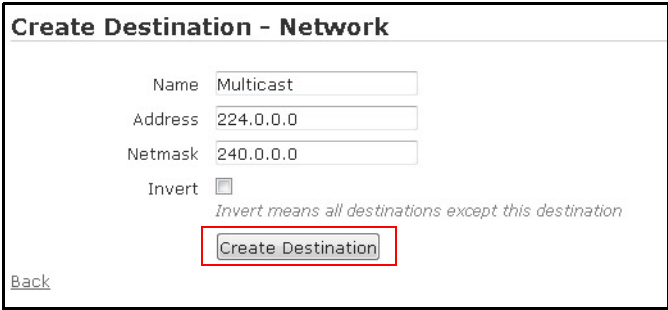 Create Destination - Network
Name Multicast
Address 224.0.0.0
Netmask 240.0.0.0
Invert
Invert means all destinations except this destination
Create Destination
Back